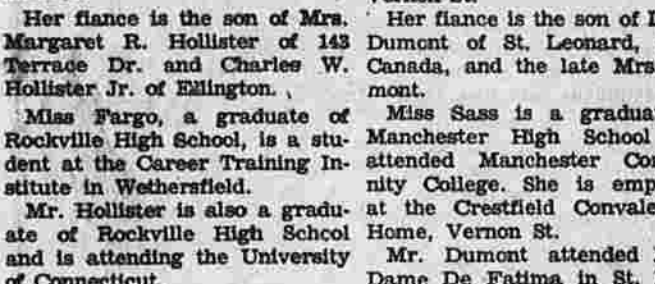 Her fiance is the son of Mrs.
Margaret R. Hollister of 143
Terrace Dr. and Charles W.
Hollister Jr. of Ellington.
Miss Fargo, a graduate of
Rockville High School, is a stu-
dent at the Career Training In-
stitute in Wethersfield.
Mr. Hollister is also a gradu-
ate of Rockville High School
and is attending the University
of Connecticut.
Her fiance is the son of
Dumont of St. Leonard,
Canada, and the late Mrs
mont.
Miss Sass is a gradua
Manchester High School
attended Manchester Co
nity College. She is emp
at the Crestfield Convale
Home, Vernon St.
Mr. Dumont attended
Dame De Fatima in St.